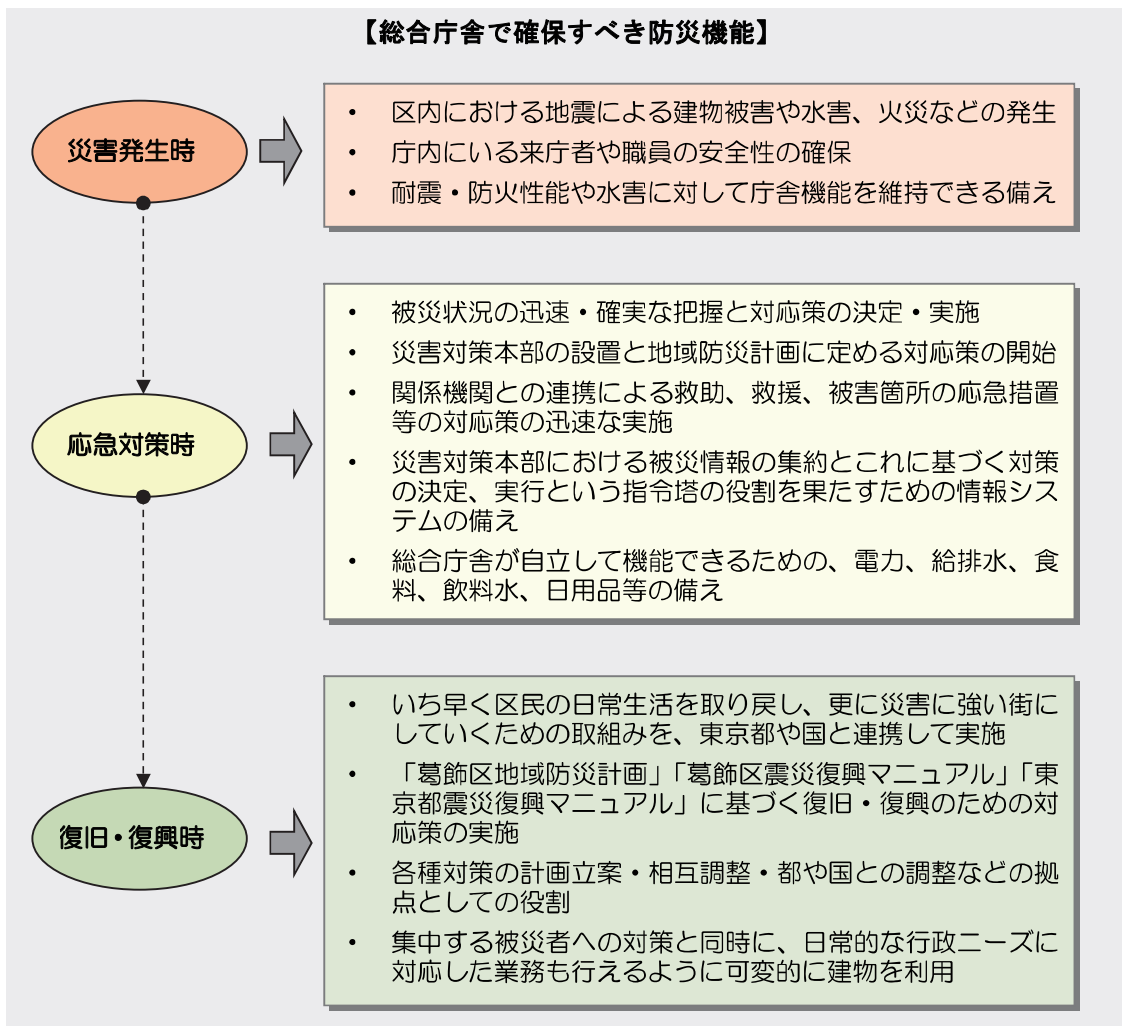 【総合庁舎で確保すべき防災機能】
災害発生時
• 区内における地震による建物被害や水害、火災などの発生
• 庁内にいる来庁者や職員の安全性の確保
• 耐震・防火性能や水害に対して庁舎機能を維持できる備え
応急対策時
• 被災状況の迅速・確実な把握と対応策の決定・実施
• 災害対策本部の設置と地域防災計画に定める対応策の開始
• 関係機関との連携による救助、救援、被害箇所の応急措置
等の対応策の迅速な実施
• 災害対策本部における被災情報の集約とこれに基づく対策
の決定、実行という指令塔の役割を果たすための情報シス
テムの備え
• 総合庁舎が自立して機能できるための、電力、給排水、食
料、飲料水、日用品等の備え
復旧・復興時
• いち早く区民の日常生活を取り戻し、更に災害に強い街に
していくための取組みを、東京都や国と連携して実施
• 「葛飾区地域防災計画」「葛飾区震災復興マニュアル」「東
京都震災復興マニュアル」に基づく復旧・復興のための対
応策の実施
• 各種対策の計画立案・相互調整・都や国との調整などの拠
点としての役割
• 集中する被災者への対策と同時に、日常的な行政ニーズに
対応した業務も行えるように可変的に建物を利用